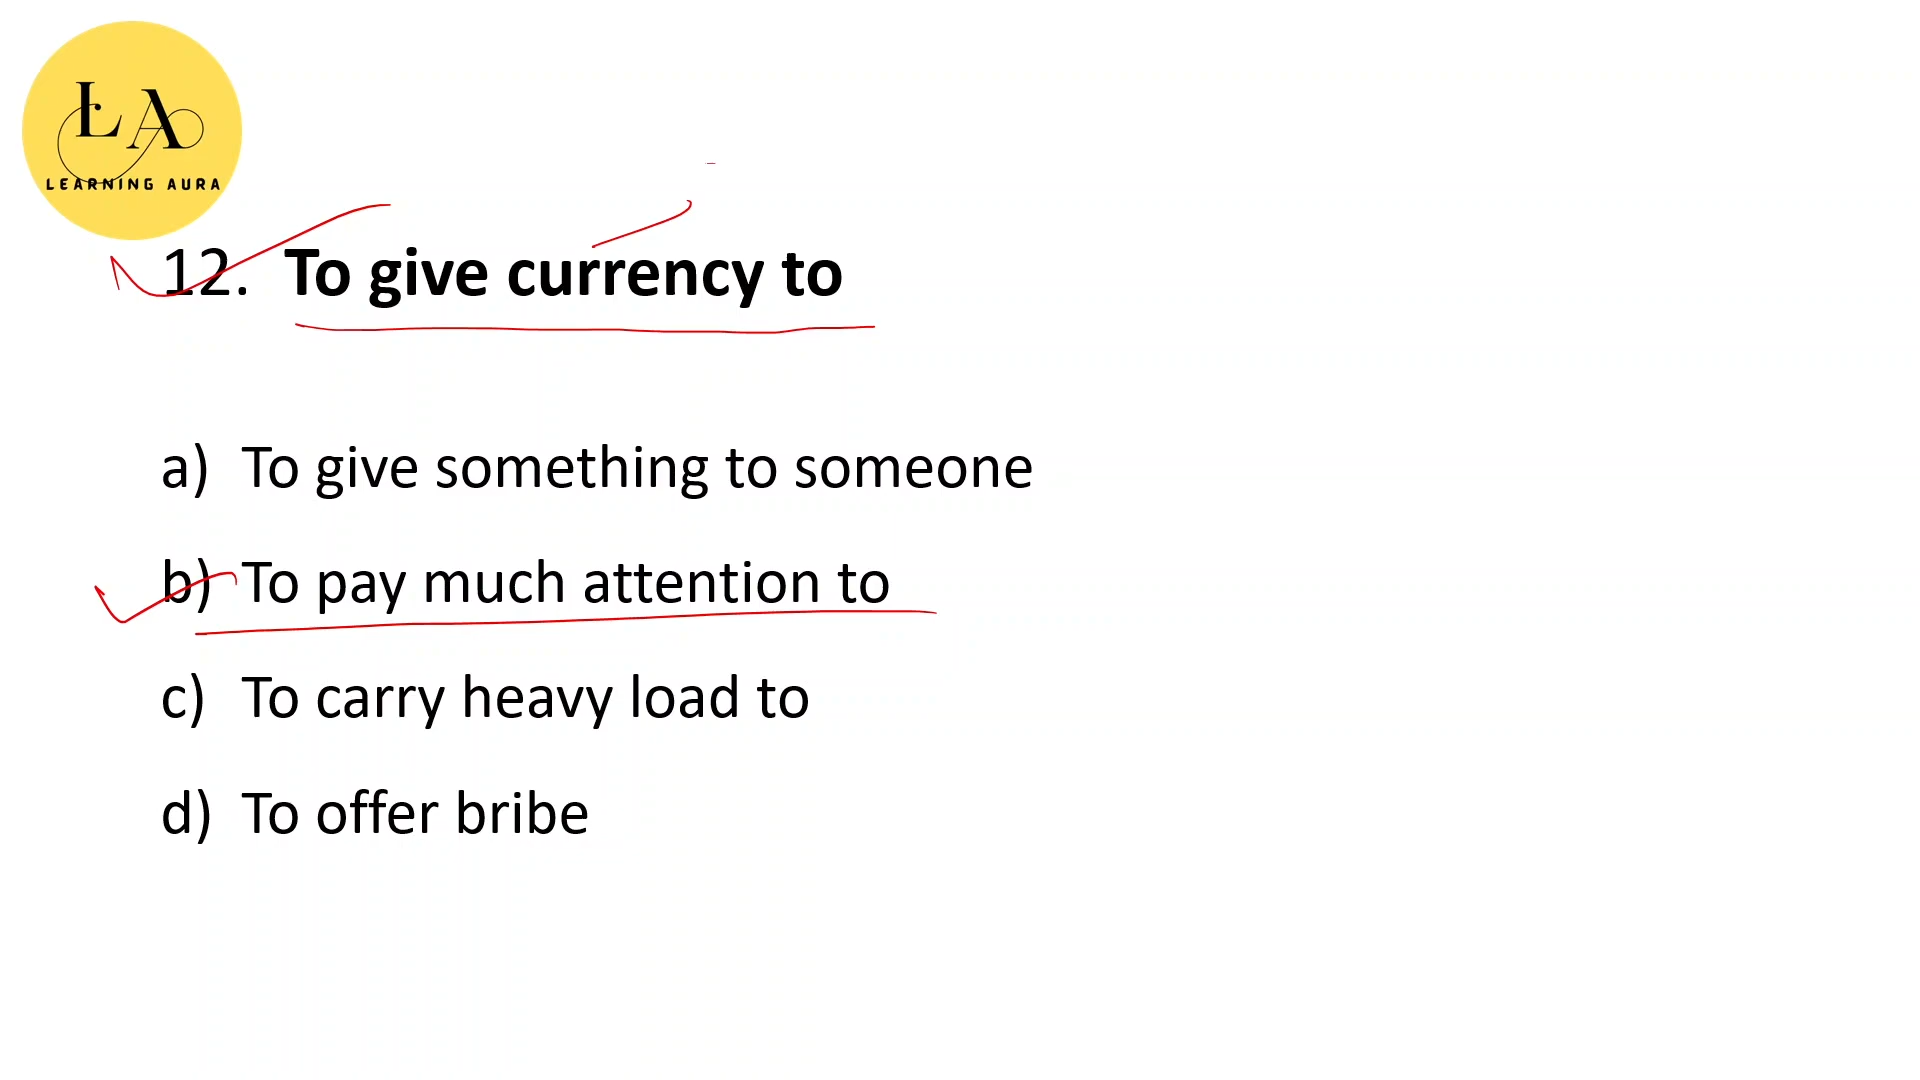 LA
LEARNING AURA
12. To give currency to
a) To give something to someone
b) To pay much attention to
c) To carry heavy load to
d) To offer bribe